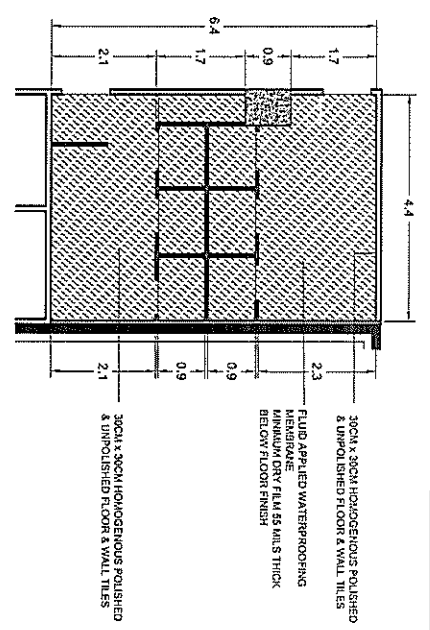 6.4
2.1
1.7
0.9
1.7
4.4
2.1
0.9
0.9
2.3
30CM x 30CM HOMOGENOUS POLISHED
& UNPOLISHED FLOOR & WALL TILES
FLUID APPLIED WATERPROOFING
MEMBRANE
MINIMUM DRY FILM 55 MILS THICK
BELOW FLOOR FINISH
30CM x 30CM HOMOGENOUS POLISHED
& UNPOLISHED FLOOR & WALL TILES